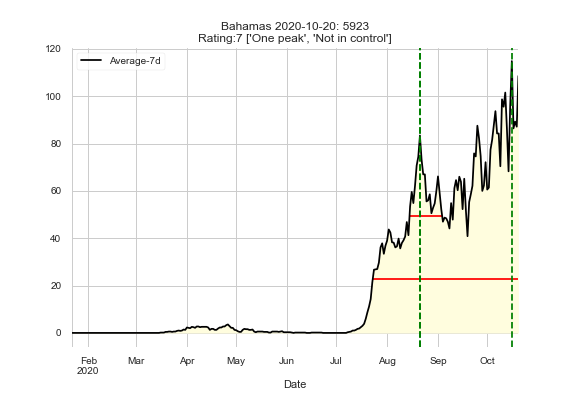 Bahamas 2020-10-20: 5923
Rating:7 ['One peak', 'Not in control']
Average-7d
120
100
80
60
40
20
0
Feb Mar Apr May Jun Jul Aug Sep Oct
2020
Date